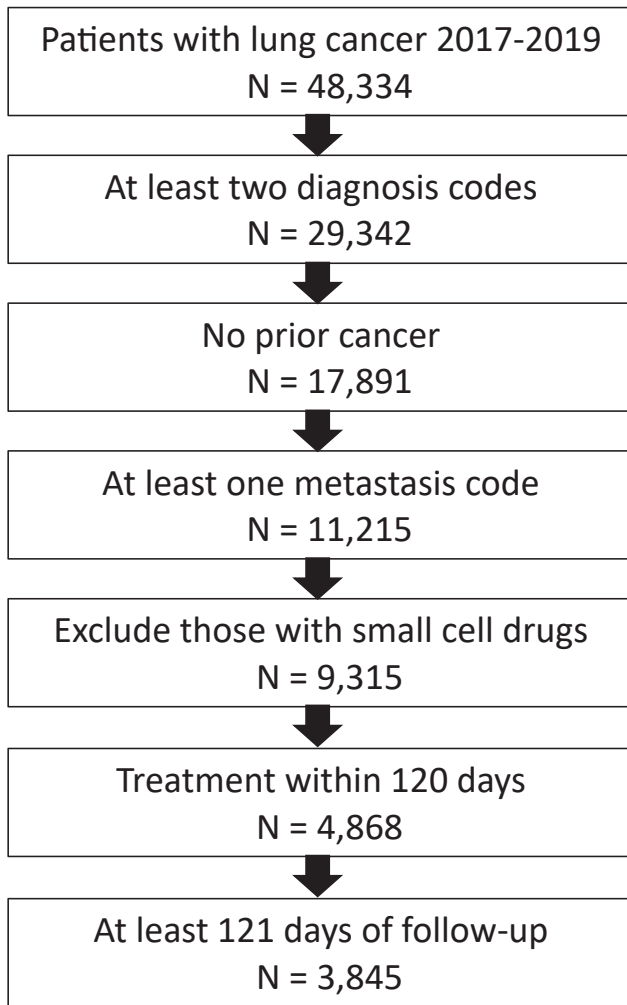 Patients with lung cancer 2017-2019
N = 48,334
At least two diagnosis codes
N = 29,342
No prior cancer
N = 17,891
At least one metastasis code
N = 11,215
Exclude those with small cell drugs
N = 9,315
Treatment within 120 days
N = 4,868
At least 121 days of follow-up
N = 3,845